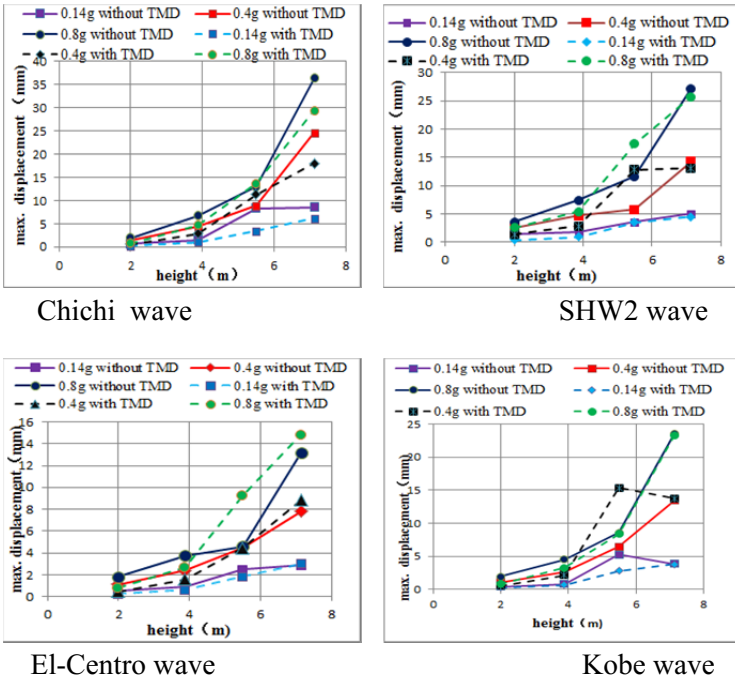 0.14g without TMD 0.4g without TMD
0.8g without TMD 0.14g with TMD
0.4g with TMD 0.8g with TMD
max. displacement (mm)
40
35
30
25
20
15
10
5
0
0 2 4 6 8
height (m)
Chichi wave
0.14g without TMD 0.4g without TMD
0.8g without TMD 0.14g with TMD
0.4g with TMD 0.8g with TMD
max. displacement (mm)
30
25
20
15
10
5
0
0 2 4 6 8
height (m)
SHW2 wave
0.14g without TMD 0.4g without TMD
0.8g without TMD 0.14g with TMD
0.4g with TMD 0.8g with TMD
max. displacement (mm)
16
14
12
10
8
6
4
2
0
0 2 4 6 8
height (m)
El-Centro wave
0.14g without TMD 0.4g without TMD
0.8g without TMD 0.14g with TMD
0.4g with TMD 0.8g with TMD
max. displacement (mm)
25
20
15
10
5
0
0 2 4 6 8
height (m)
Kobe wave